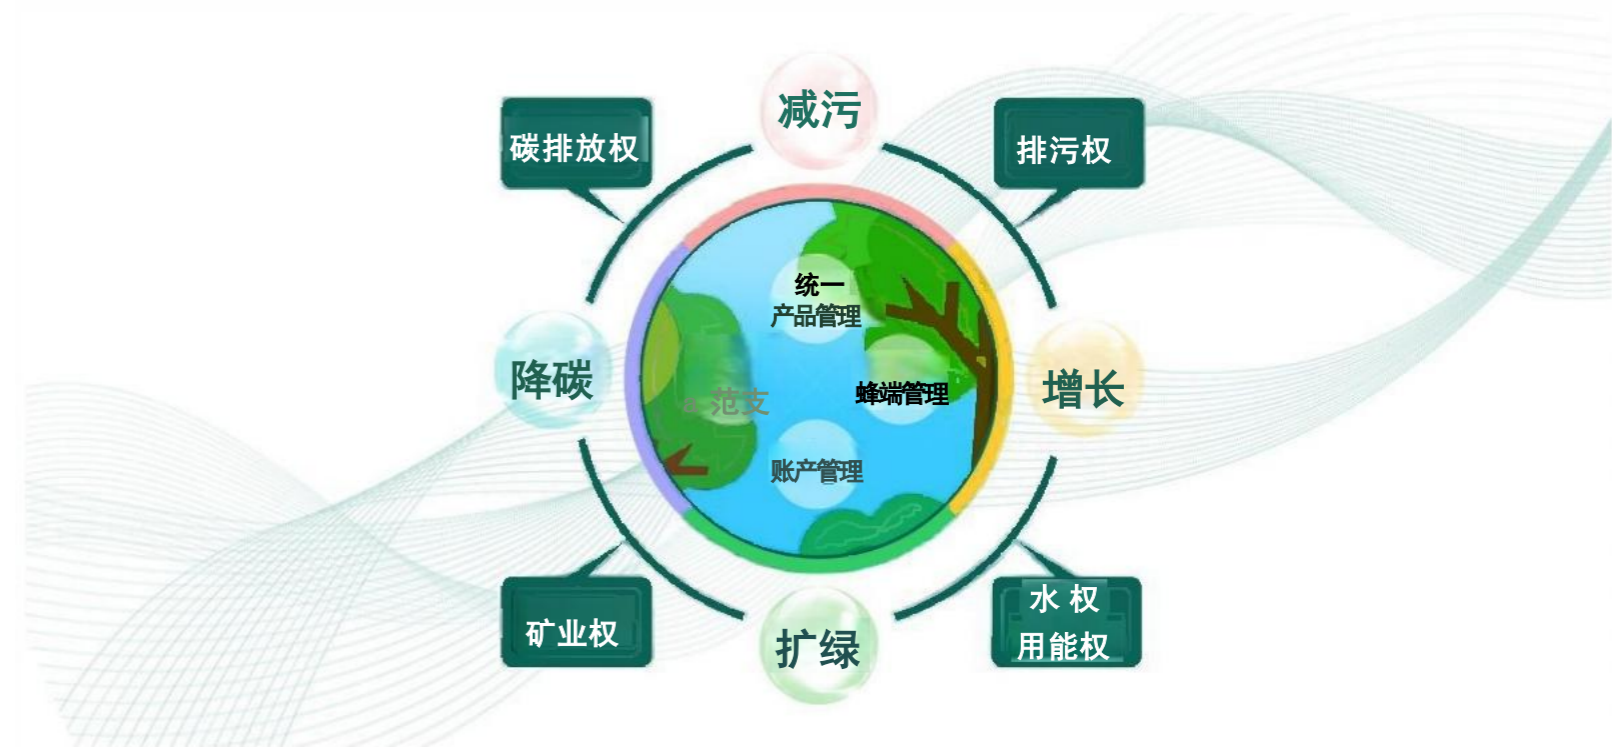 减污
碳排放权
排污权
统一
产品管理
降碳
范支
蜂端管理
增长
账产管理
矿业权
扩绿
水 权
用能权